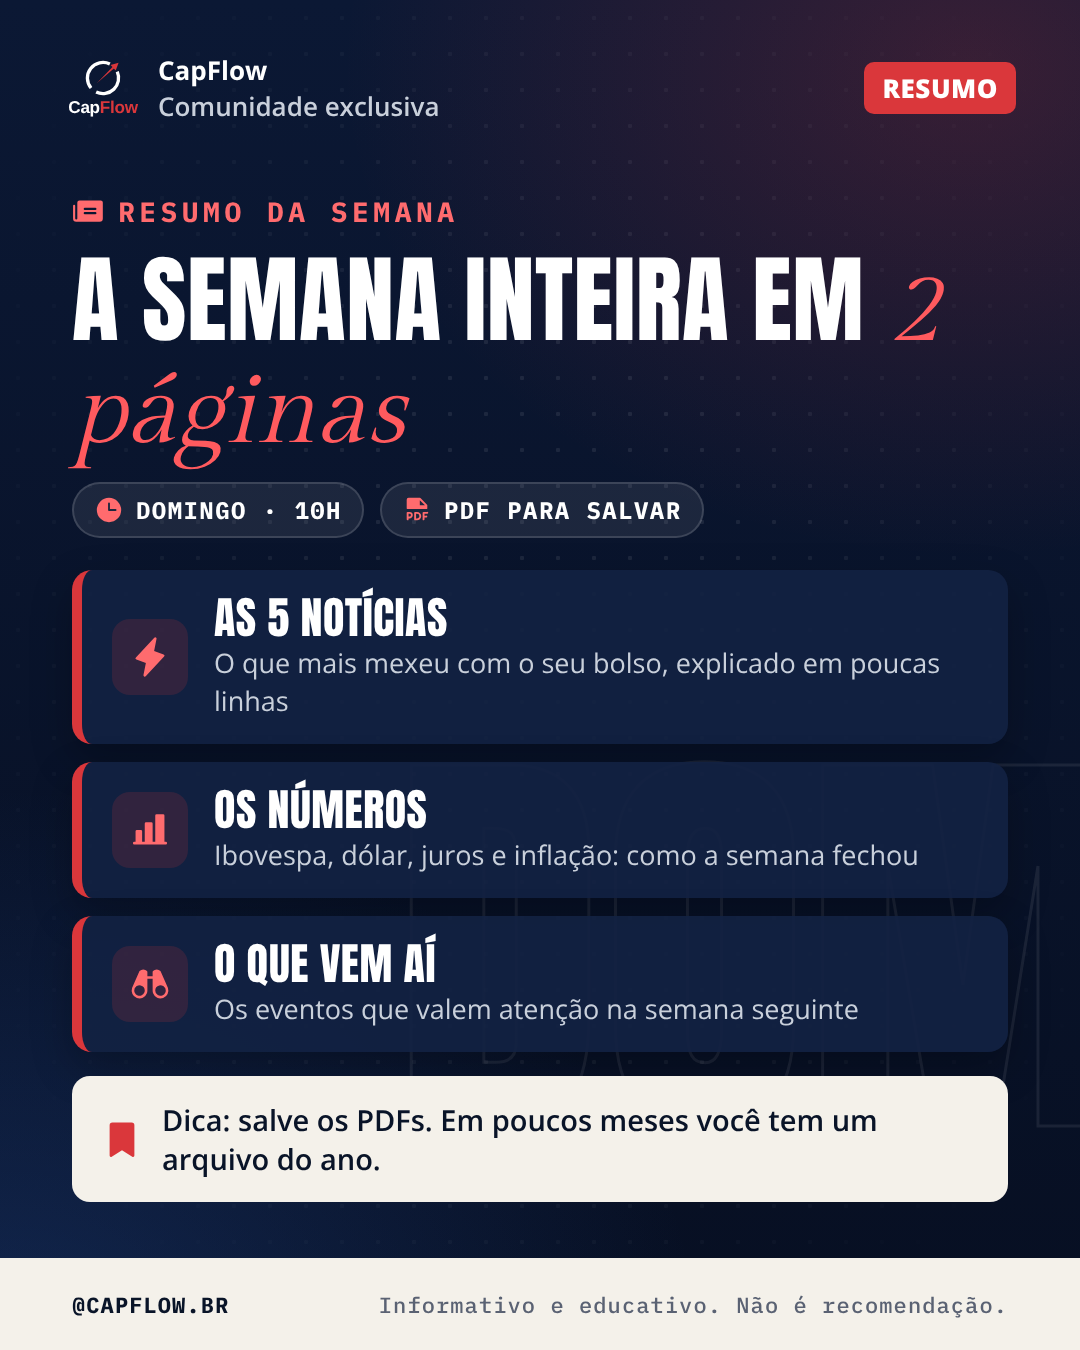 CapFlow
CapFlow
Comunidade exclusiva
RESUMO
RESUMO DA SEMANA
A SEMANA INTEIRA EM 2
páginas
DOMINGO · 10H
PDF PARA SALVAR
AS 5 NOTÍCIAS
O que mais mexeu com o seu bolso, explicado em poucas
linhas
OS NÚMEROS
Ibovespa, dólar, juros e inflação: como a semana fechou
O QUE VEM AÍ
Os eventos que valem atenção na semana seguinte
Dica: salve os PDFs. Em poucos meses você tem um
arquivo do ano.
@CAPFLOW.BR
Informativo e educativo. Não é recomendação.